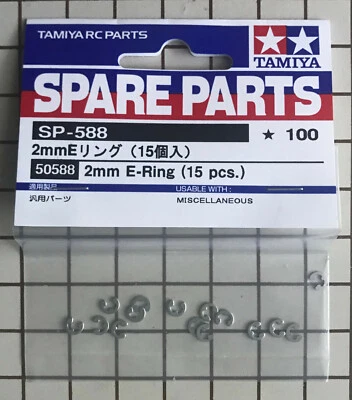 TAMIYA RC PARTS
TAMIYA
SPARE PARTS
SP-588
★ 100
2mmEリング (15個入)
50588 2mm E-Ring (15 pcs.)
適用製品 : USABLE WITH :
汎用パーツ MISCELLANEOUS